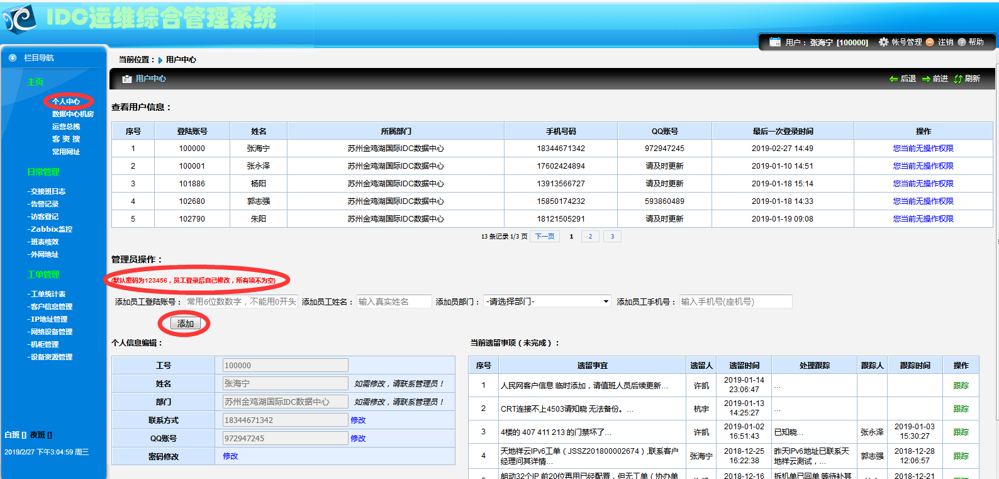 IDC运维综合管理系统
用户：张海宁 [100000] 帐号管理 注销 帮助
栏目导航
主页
个人中心
数据中心机房
运营总揽
客 资 搜
常用网址
日常管理
-交接班日志
-告警记录
-访客登记
-Zabbix监控
-班表绩效
-外网地址
工单管理
-工单统计表
-客户信息管理
-IP地址管理
-网络设备管理
-机柜管理
-设备资源管理
白班 [] 夜班 []
2019/2/27 下午3:04:59 周三
当前位置： 用户中心
用户中心 后退 前进 刷新
查看用户信息：
序号 登陆账号 姓名 所属部门 手机号码 QQ账号 最后一次登录时间 操作
1 100000 张海宁 苏州金鸡湖国际IDC数据中心 18344671342 972947245 2019-02-27 14:49 您当前无操作权限
2 100001 张永泽 苏州金鸡湖国际IDC数据中心 17602424894 请及时更新 2019-01-10 14:51 您当前无操作权限
3 101886 杨阳 苏州金鸡湖国际IDC数据中心 13913566727 请及时更新 2019-01-18 15:14 您当前无操作权限
4 102680 郭志强 苏州金鸡湖国际IDC数据中心 15850174232 593860489 2019-01-18 14:33 您当前无操作权限
5 102790 朱阳 苏州金鸡湖国际IDC数据中心 18121505291 请及时更新 2019-01-19 09:08 您当前无操作权限
13 条记录 1/3 页 下一页 1 2 3
管理员操作：
(默认密码为123456，员工登录后自己修改，所有项不为空)
添加员工登陆账号： 常用6位数数字，不能用0开头 添加员工姓名： 输入真实姓名 添加员部门： -请选择部门- 添加员工手机号： 输入手机号(座机号)
添加
个人信息编辑：
工号 100000
姓名 张海宁 如需修改，请联系管理员！
部门 苏州金鸡湖国际IDC数据中心 如需修改，请联系管理员！
联系方式 18344671342 修改
QQ账号 972947245 修改
密码修改 修改
当前遗留事项（未完成）：
序号 遗留事宜 遗留人 遗留时间 处理跟踪 跟踪人 跟踪时间 操作
1 人民网客户信息 临时添加，请值班人员后续更新... 许凯 2019-01-14 23:06:47 ... 跟踪
2 CRT连接不上4503请知晓 无法备份。... 杭宇 2019-01-13 14:25:27 ... 跟踪
3 4楼的 407 411 213 的门禁坏了... 许凯 2019-01-02 16:51:43 已知晓... 张永泽 2019-01-03 15:30:27 跟踪
4 天地祥云IPv6工单（JSSZ201800002674）,联系客户经理问其详情... 张海宁 2018-12-25 16:22:38 昨天IPv6地址已联系天地祥云测试，... 郭志强 2018-12-28 12:06:57 跟踪
朗动32个IP 前20位再用已经配置，但无工单（协办单 2018-12-16 拆机单已回单 等待补其 2018-12-21